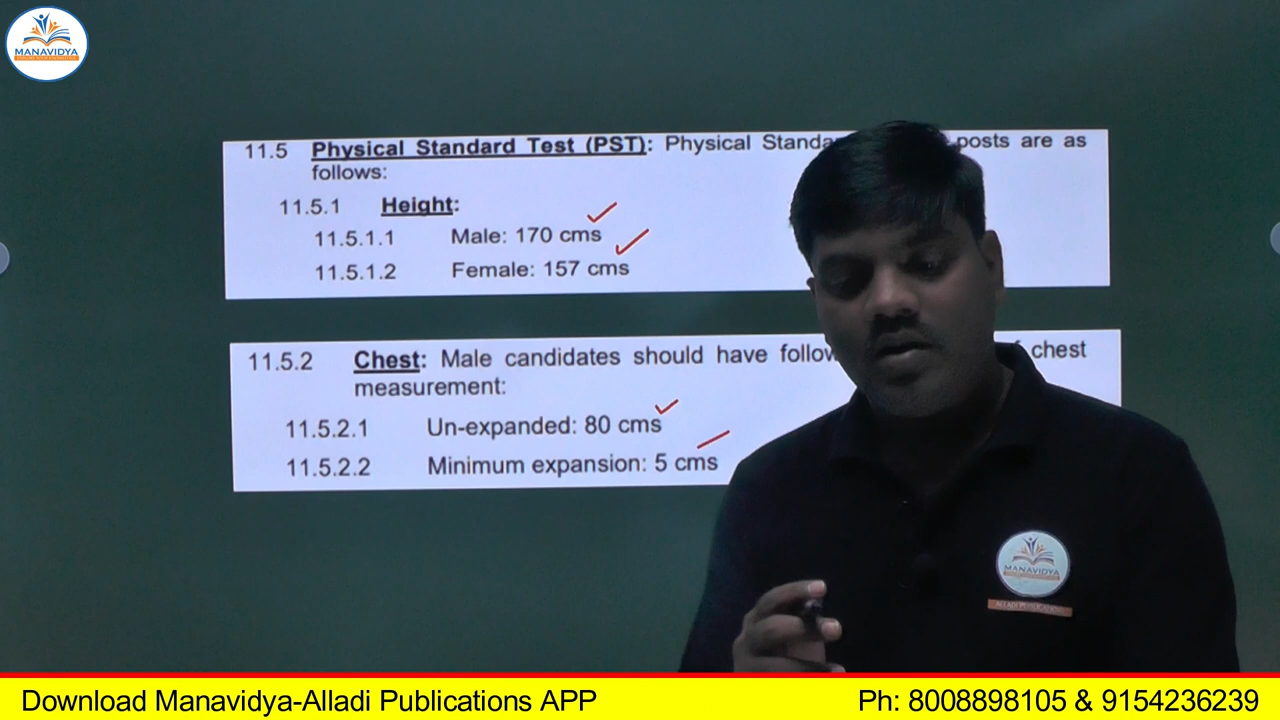 MANAVIDYA
11.5 Physical Standard Test (PST): Physical posts are as
follows:
11.5.1 Height:
11.5.1.1 Male: 170 cms
11.5.1.2 Female: 157 cms
11.5.2 Chest: Male candidates should have chest
measurement:
11.5.2.1 Un-expanded: 80 cms
11.5.2.2 Minimum expansion: 5 cms
MANAVIDYA
ALLADI PUBLICATIONS
Download Manavidya-Alladi Publications APP
Ph: 8008898105 & 9154236239